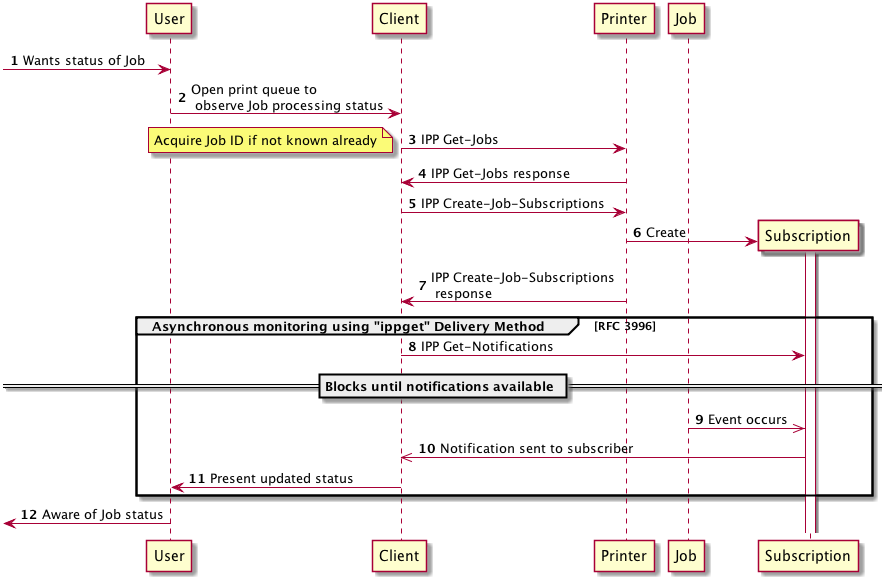 User Client Printer Job
1 Wants status of Job
2 Open print queue to
observe Job processing status
Acquire Job ID if not known already
3 IPP Get-Jobs
4 IPP Get-Jobs response
5 IPP Create-Job-Subscriptions
6 Create
Subscription
7 IPP Create-Job-Subscriptions
response
Asynchronous monitoring using "ippget" Delivery Method [RFC 3996]
8 IPP Get-Notifications
Blocks until notifications available
9 Event occurs
10 Notification sent to subscriber
11 Present updated status
12 Aware of Job status
User Client Printer Job Subscription